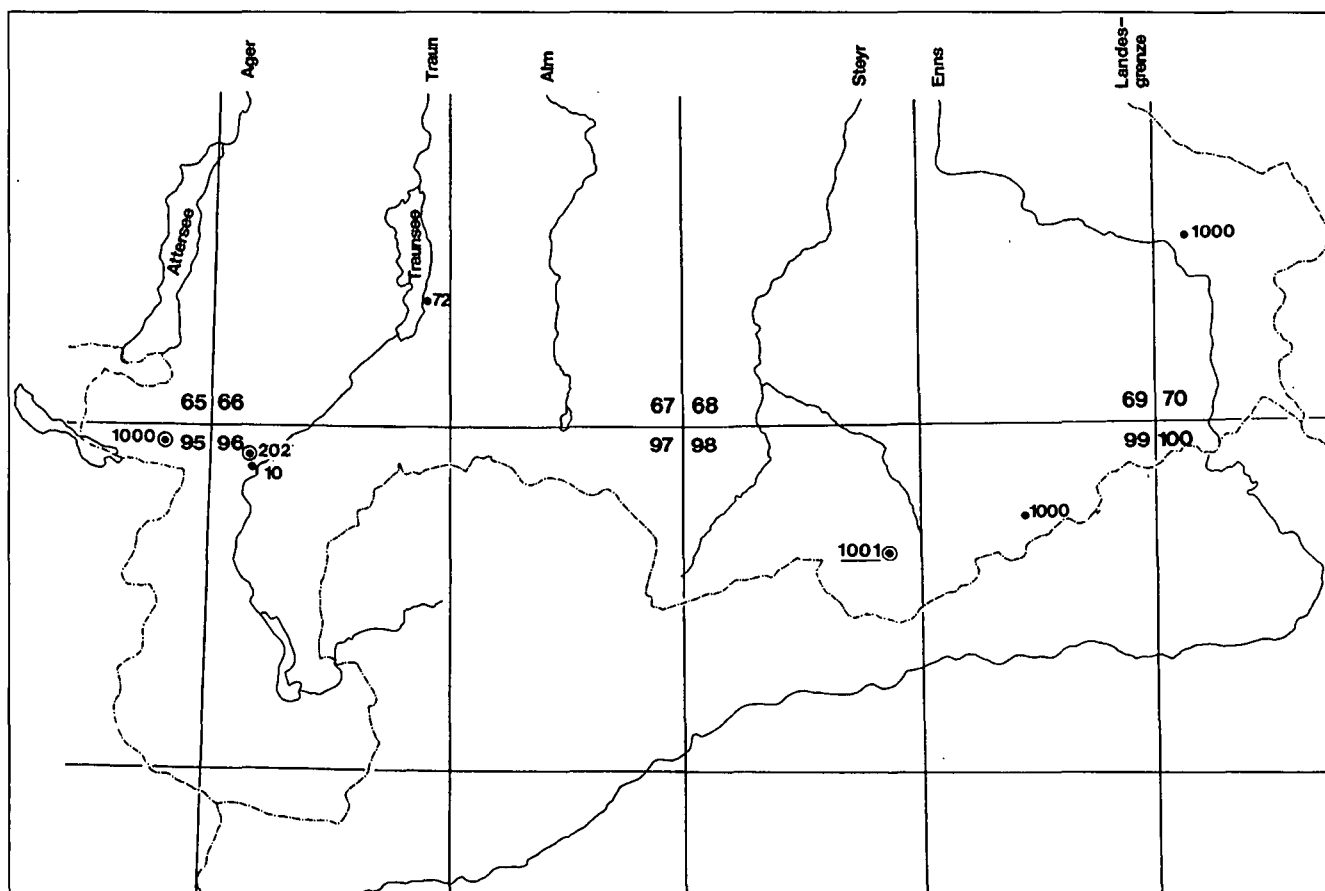 Ager
Traun
Alm
Steyr
Enns
Landes-
grenze
Attersee
Traunsee
1000
72
65 66
67 68
69 70
1000
95 96
202
10
97 98
99 100
1000
1001